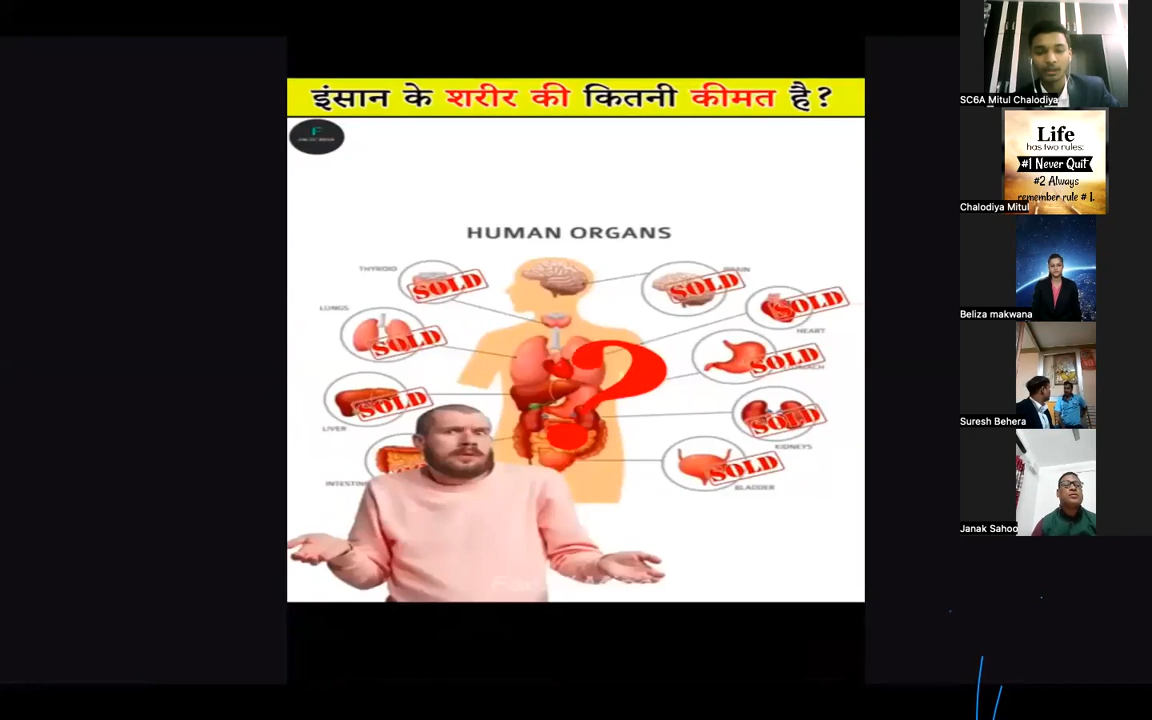 इंसान के शरीर की कितनी कीमत है?
HUMAN ORGANS
THYROID
SOLD
BRAIN
SOLD
LUNGS
SOLD
SOLD
HEART
SOLD
LIVER
SOLD
SOLD
KIDNEYS
INTESTINE
SOLD
BLADDER
SC6A Mitul Chalodiya
Life
has two rules:
#1 Never Quit
#2 Always
remember rule # 1.
Chalodiya Mitul
Beliza makwana
Suresh Behera
Janak Sahoo